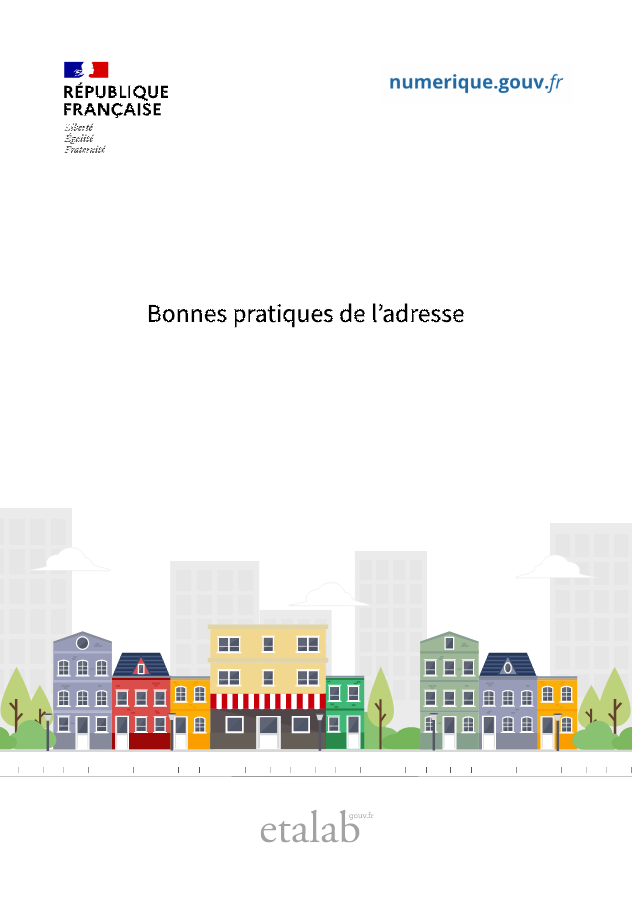 RÉPUBLIQUE
FRANÇAISE
Liberté
Égalité
Fraternité
numerique.gouv.fr
Bonnes pratiques de l’adresse
etalab gouv.fr